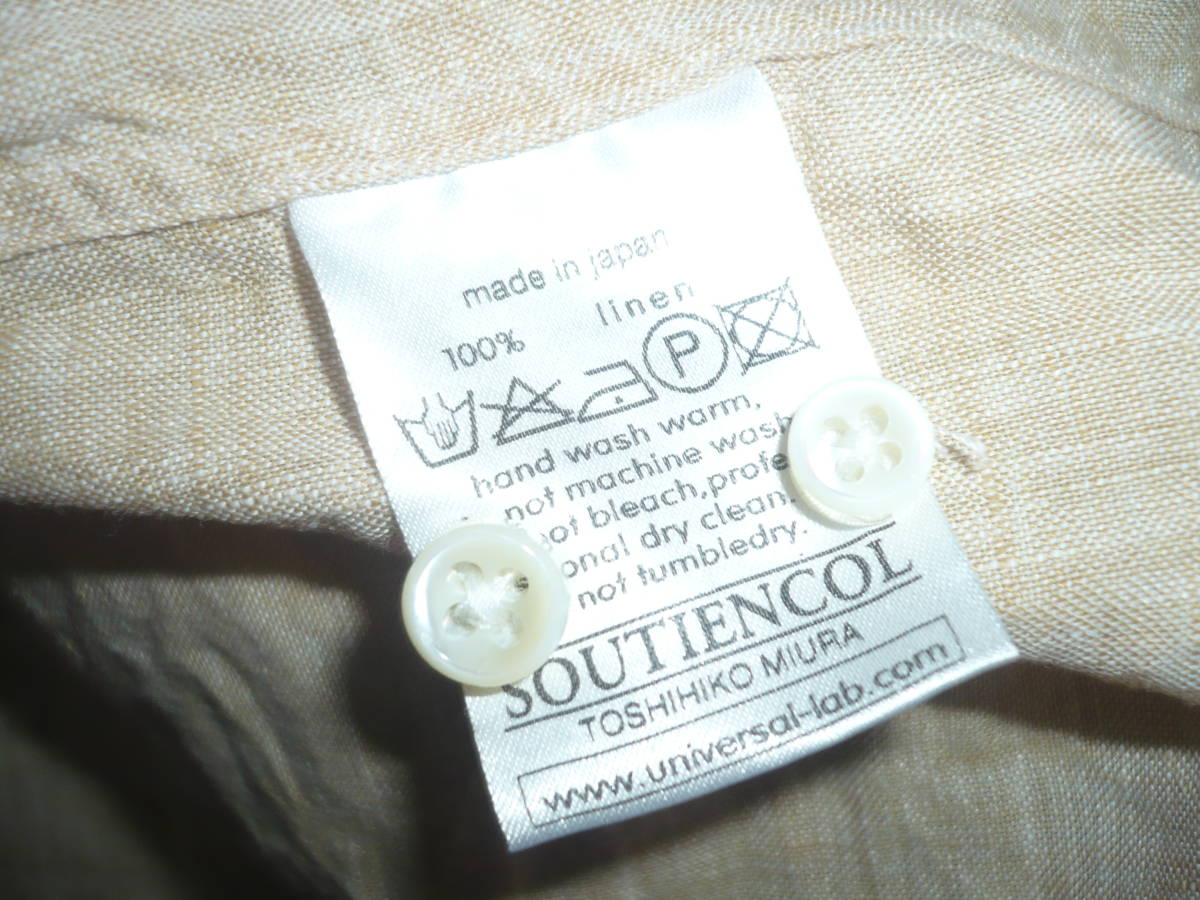 made in japan
100% linen
P
hand wash warm,
not machine wash
not bleach,profe
onal dry clean.
not tumbledry.
SOUTIENCOL
TOSHIHIKO MIURA
www.universal-lab.com